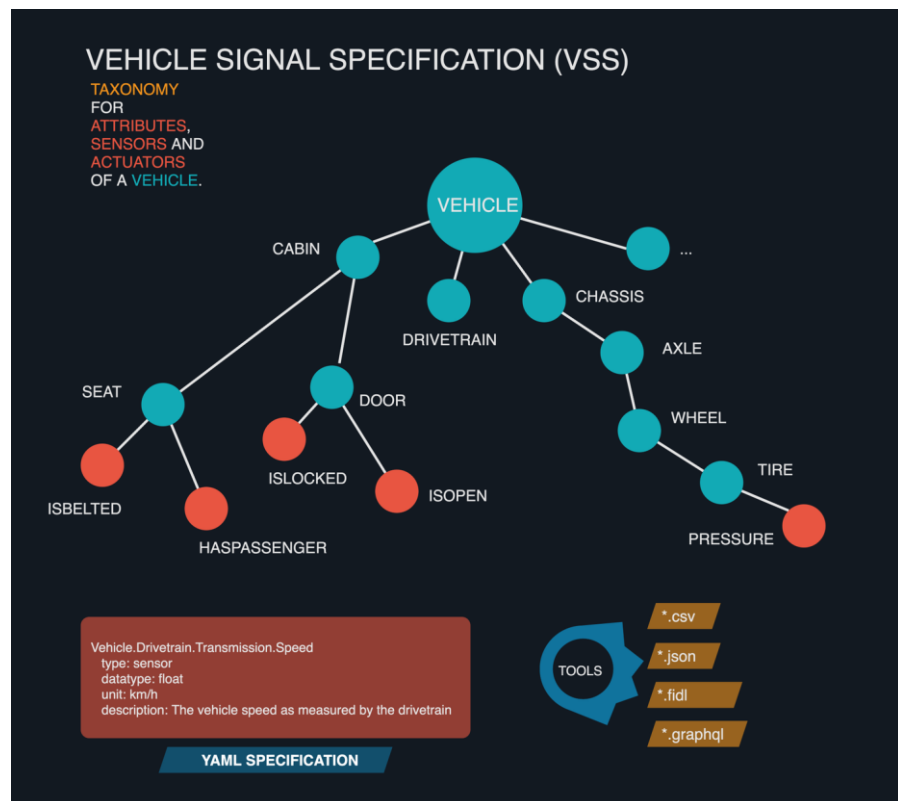 VEHICLE SIGNAL SPECIFICATION (VSS)
TAXONOMY
FOR
ATTRIBUTES,
SENSORS AND
ACTUATORS
OF A VEHICLE.
VEHICLE
CABIN
...
CHASSIS
DRIVETRAIN
AXLE
SEAT
DOOR
WHEEL
TIRE
ISLOCKED
ISOPEN
ISBELTED
HASPASSENGER
PRESSURE
Vehicle.Drivetrain.Transmission.Speed
type: sensor
datatype: float
unit: km/h
description: The vehicle speed as measured by the drivetrain
YAML SPECIFICATION
TOOLS
*.csv
*.json
*.fidl
*.graphql